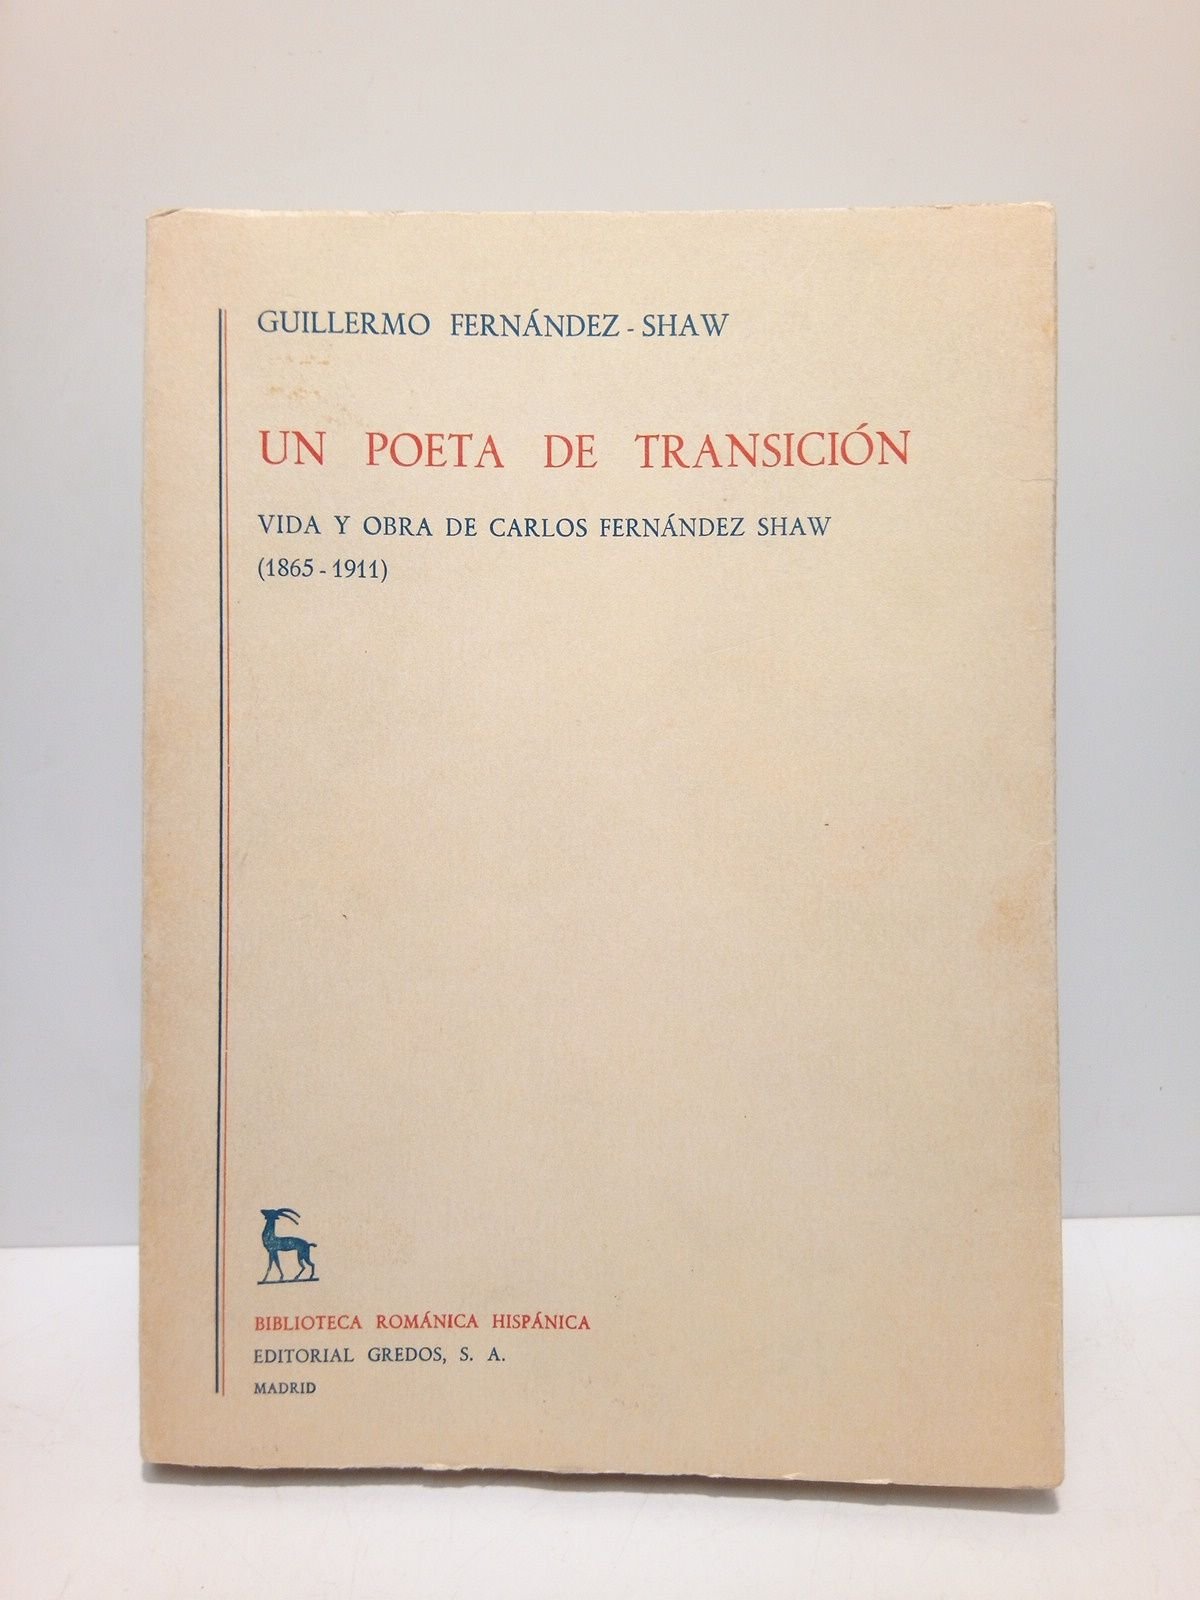 GUILLERMO FERNÁNDEZ-SHAW
UN POETA DE TRANSICIÓN
VIDA Y OBRA DE CARLOS FERNÁNDEZ SHAW
(1865-1911)
BIBLIOTECA ROMÁNICA HISPÁNICA
EDITORIAL GREDOS, S. A.
MADRID